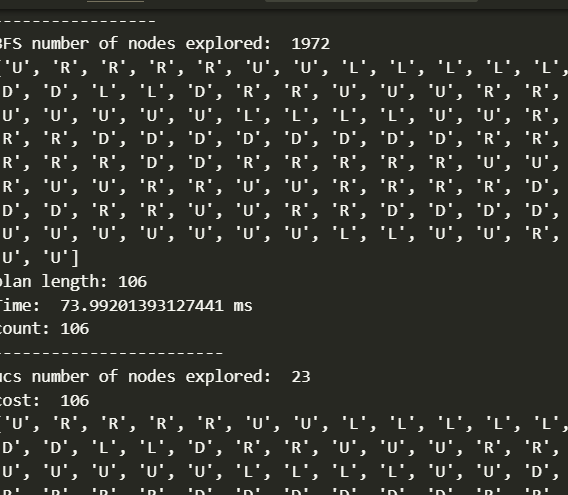 -----------------
BFS number of nodes explored:  1972
['U', 'R', 'R', 'R', 'R', 'U', 'U', 'L', 'L', 'L', 'L', 'L',
'D', 'D', 'L', 'L', 'D', 'R', 'R', 'U', 'U', 'U', 'R', 'R',
'U', 'U', 'U', 'U', 'U', 'L', 'L', 'L', 'L', 'U', 'U', 'R',
'R', 'R', 'D', 'D', 'D', 'D', 'D', 'D', 'D', 'D', 'R', 'R',
'R', 'R', 'R', 'D', 'D', 'R', 'R', 'R', 'R', 'R', 'U', 'U',
'R', 'U', 'U', 'R', 'R', 'U', 'U', 'R', 'R', 'R', 'R', 'D',
'D', 'D', 'R', 'R', 'U', 'U', 'R', 'R', 'D', 'D', 'D', 'D',
'U', 'U', 'U', 'U', 'U', 'U', 'U', 'L', 'L', 'U', 'U', 'R',
'U', 'U']
plan length: 106
Time:  73.99201393127441 ms
count: 106
------------------------
ucs number of nodes explored:  23
cost:  106
['U', 'R', 'R', 'R', 'R', 'U', 'U', 'L', 'L', 'L', 'L', 'L',
'D', 'D', 'L', 'L', 'D', 'R', 'R', 'U', 'U', 'U', 'R', 'R',
'U', 'U', 'U', 'U', 'U', 'L', 'L', 'L', 'L', 'U', 'U', 'D',